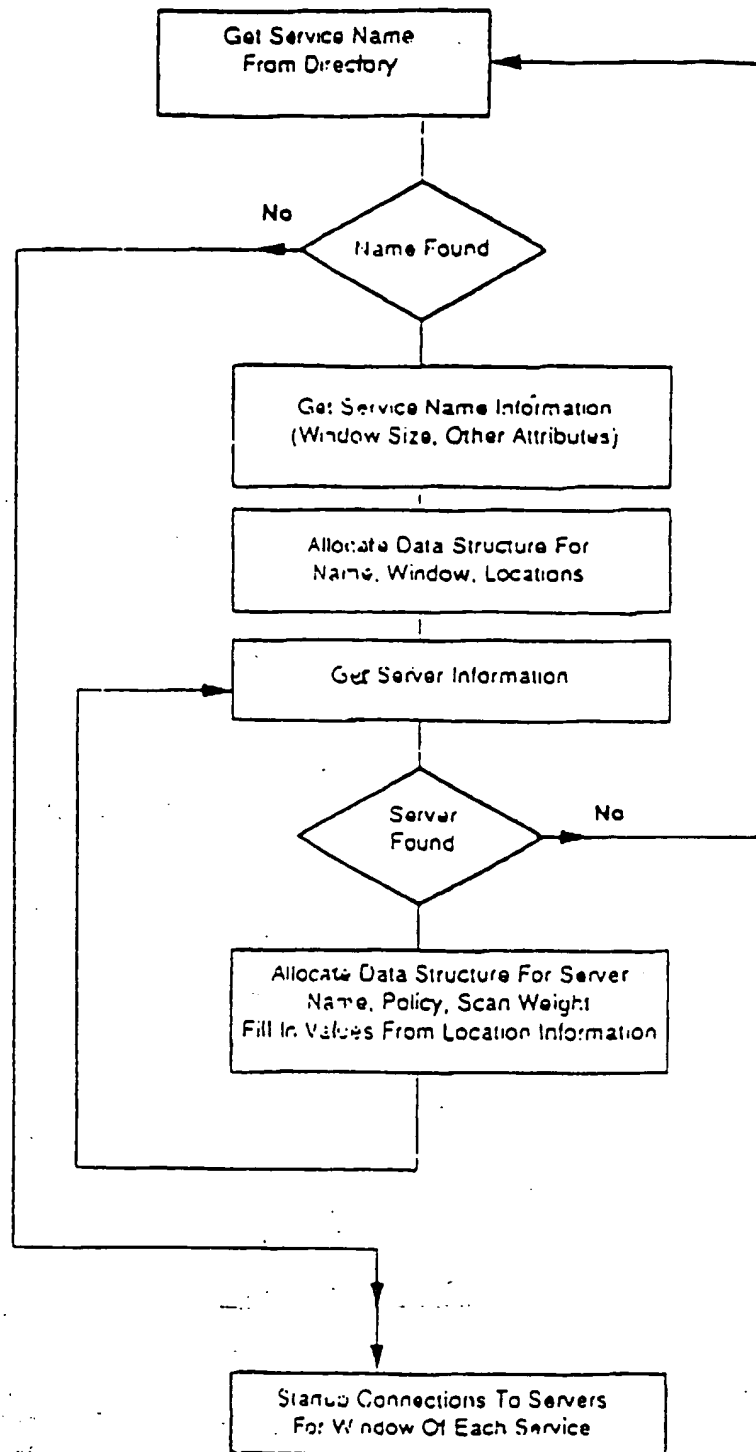 Get Service Name
From Directory
No
Name Found
Get Service Name Information
(Window Size, Other Attributes)
Allocate Data Structure For
Name, Window, Locations
Get Server Information
Server
Found
No
Allocate Data Structure For Server
Name, Policy, Scan Weight
Fill In Values From Location Information
Startup Connections To Servers
For Window Of Each Service